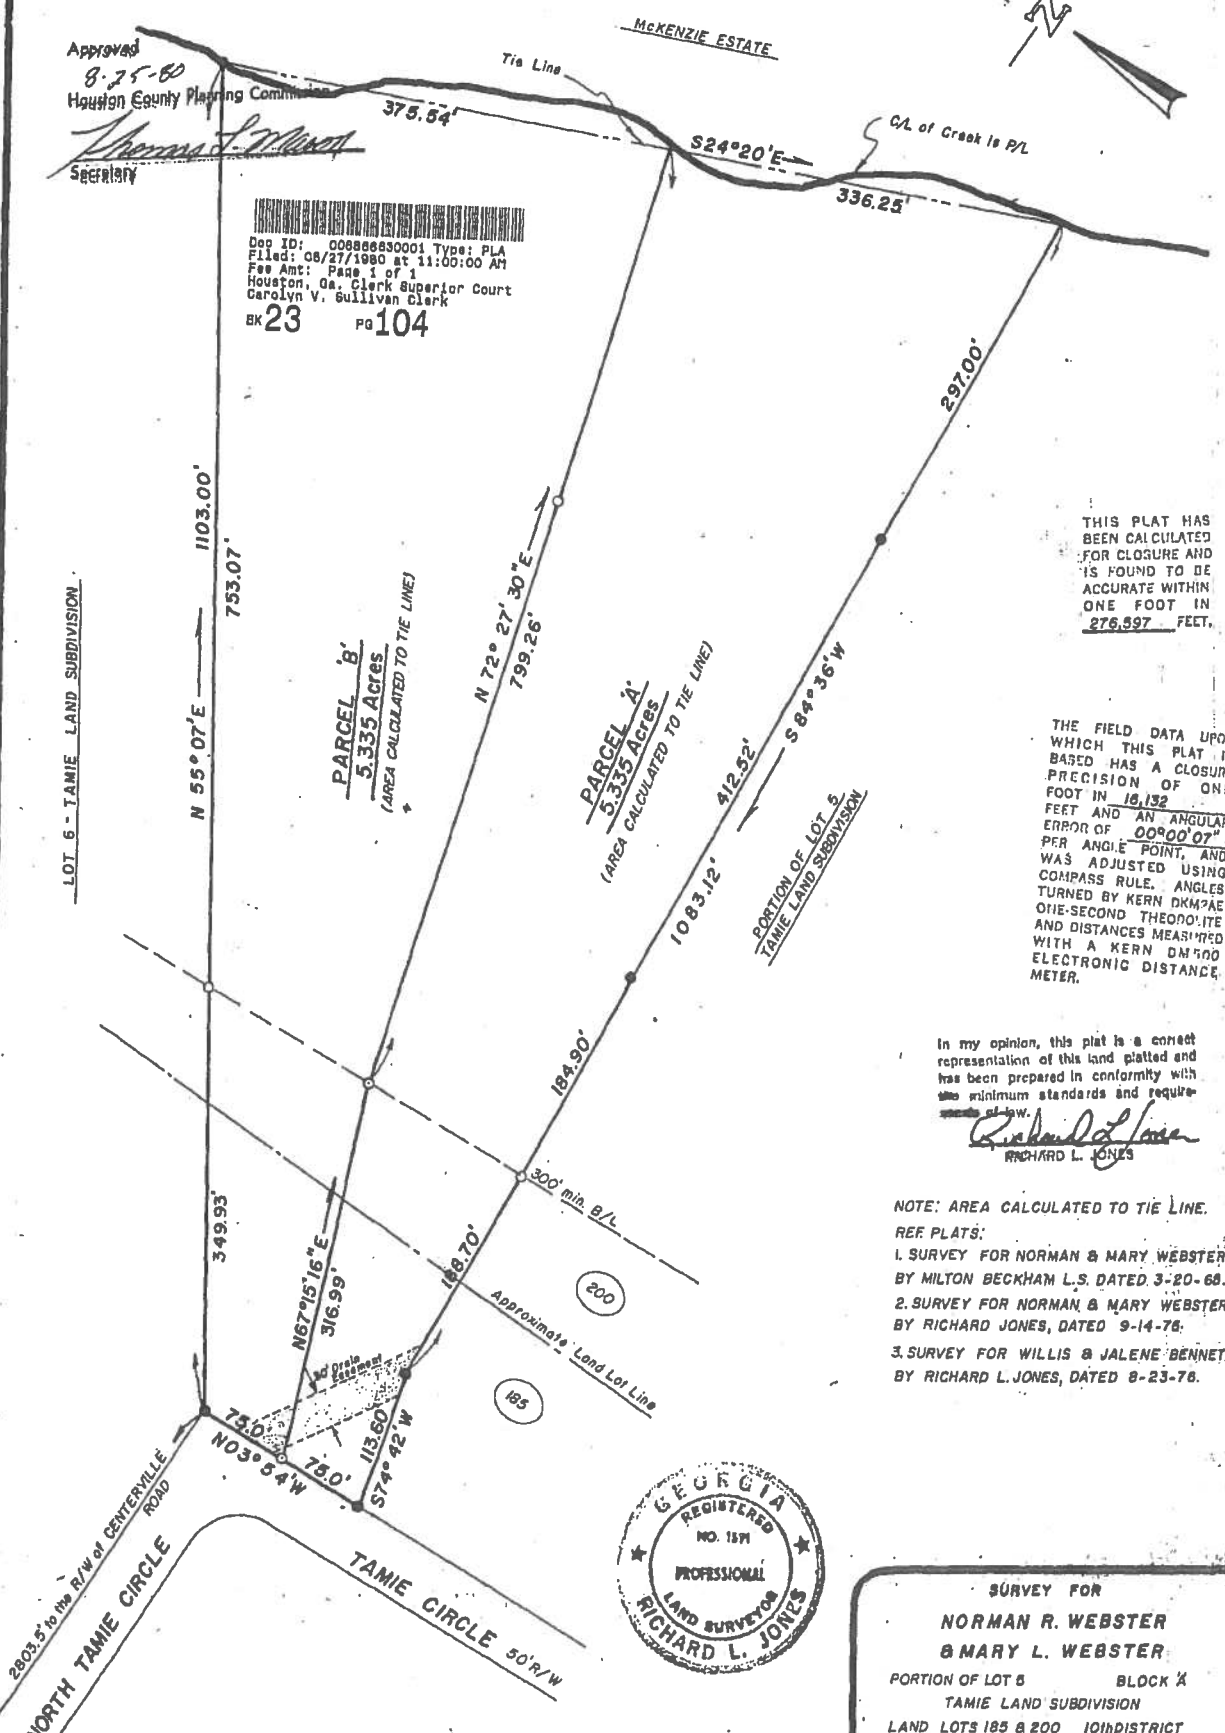 McKENZIE ESTATE
N
Approved
8-25-80
Houston County Planning Commission
Thomas L. Mason
Secretary
Tie Line
375.54'
S24°20'E
C/L of Creek is P/L
336.25'
Doc ID: 006866630001 Type: PLA
Filed: 08/27/1980 at 11:00:00 AM
Fee Amt: Page 1 of 1
Houston, Ga. Clerk Superior Court
Carolyn V. Sullivan Clerk
BK 23 PG 104
297.00'
1103.00'
753.07'
N 55°07'E
LOT 6 - TAMIE LAND SUBDIVISION
PARCEL 'B'
5.335 Acres
(AREA CALCULATED TO TIE LINE)
N 72° 27' 30"E
799.26'
PARCEL 'A'
5.335 Acres
(AREA CALCULATED TO TIE LINE)
S 84° 36' W
412.52'
1083.12'
PORTION OF LOT 5
TAMIE LAND SUBDIVISION
THIS PLAT HAS
BEEN CALCULATED
FOR CLOSURE AND
IS FOUND TO BE
ACCURATE WITHIN
ONE FOOT IN
276,597 FEET.
THE FIELD DATA UPO
WHICH THIS PLAT I
BASED HAS A CLOSUR
PRECISION OF ON
FOOT IN 16,132
FEET AND AN ANGULAR
ERROR OF 00°00'07"
PER ANGLE POINT, AND
WAS ADJUSTED USING
COMPASS RULE. ANGLES
TURNED BY KERN DKM2AE
ONE-SECOND THEODOLITE
AND DISTANCES MEASURED
WITH A KERN DM500
ELECTRONIC DISTANCE
METER.
184.90'
In my opinion, this plat is a correct
representation of this land platted and
has been prepared in conformity with
the minimum standards and require-
ments of law.
Richard L Jones
RICHARD L. JONES
300' min. B/L
349.93'
N67°15'16"E
316.99'
188.70'
200
Approximate Land Lot Line
185
NOTE: AREA CALCULATED TO TIE LINE.
REF. PLATS:
1. SURVEY FOR NORMAN & MARY WEBSTER
BY MILTON BECKHAM L.S. DATED 3-20-68.
2. SURVEY FOR NORMAN & MARY WEBSTER
BY RICHARD JONES, DATED 9-14-76.
3. SURVEY FOR WILLIS & JALENE BENNET
BY RICHARD L. JONES, DATED 8-23-76.
Drain
Easement
75.0'
N03°54'W
75.0'
113.60'
S74°42'W
2803.5' to the R/W of CENTERVILLE
ROAD
NORTH TAMIE CIRCLE
TAMIE CIRCLE 50'R/W
GEORGIA
REGISTERED
NO. 1591
PROFESSIONAL
LAND SURVEYOR
RICHARD L. JONES
SURVEY FOR
NORMAN R. WEBSTER
& MARY L. WEBSTER
PORTION OF LOT 5 BLOCK 'A
TAMIE LAND SUBDIVISION
LAND LOTS 185 & 200 10th DISTRICT